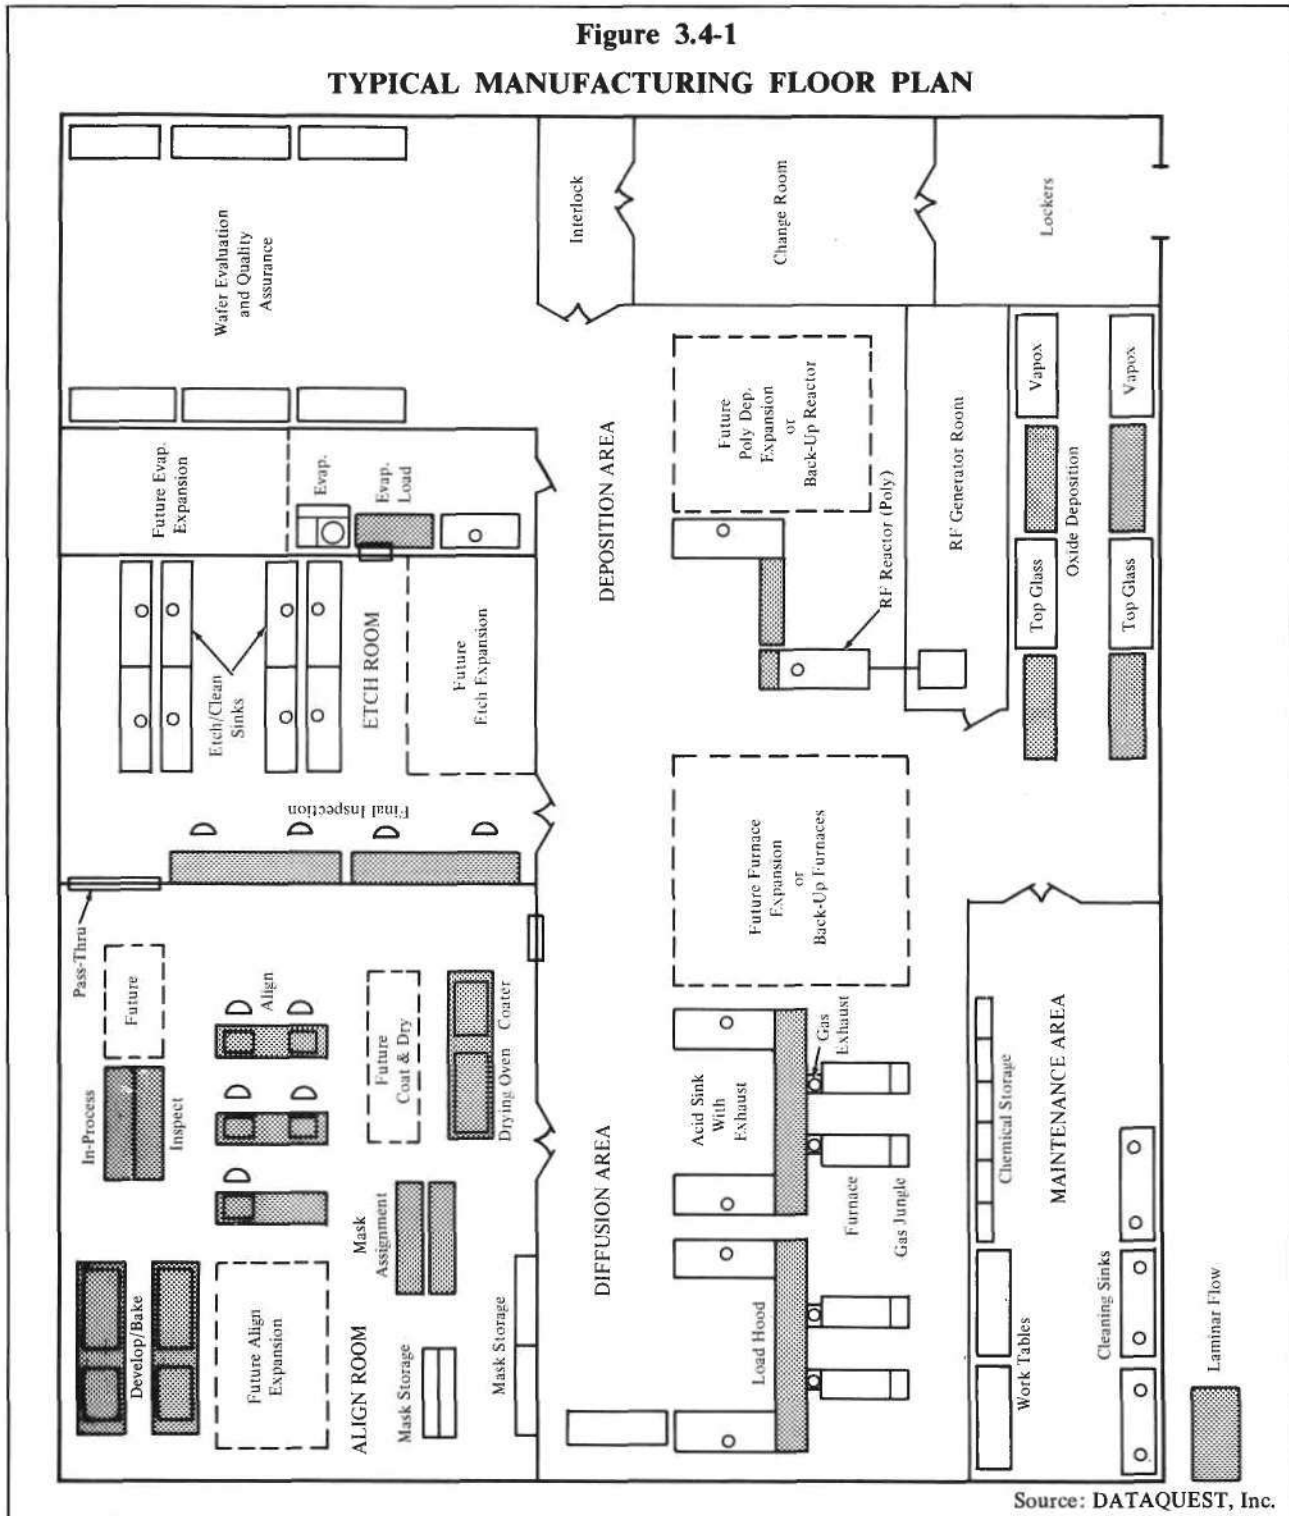 Figure 3.4-1
TYPICAL MANUFACTURING FLOOR PLAN
Wafer Evaluation
and Quality
Assurance
Interlock
Change Room
Lockers
Future Evap.
Expansion
Evap.
Evap.
Load
DEPOSITION AREA
Future
Poly Dep.
Expansion
or
Back-Up Reactor
RF Reactor (Poly)
RF Generator Room
Vapox
Vapox
Oxide Deposition
Top Glass
Top Glass
Etch/Clean
Sinks
ETCH ROOM
Future
Etch Expansion
Final Inspection
Pass-Thru
Future
In-Process
Inspect
Align
Future
Coat & Dry
Coater
Drying Oven
Future Furnace
Expansion
or
Back-Up Furnaces
Gas
Exhaust
Acid Sink
With
Exhaust
DIFFUSION AREA
Furnace
Gas Jungle
Load Hood
Chemical Storage
MAINTENANCE AREA
Work Tables
Cleaning Sinks
Develop/Bake
Future Align
Expansion
ALIGN ROOM
Mask
Assignment
Mask Storage
Mask Storage
Laminar Flow
Source: DATAQUEST, Inc.